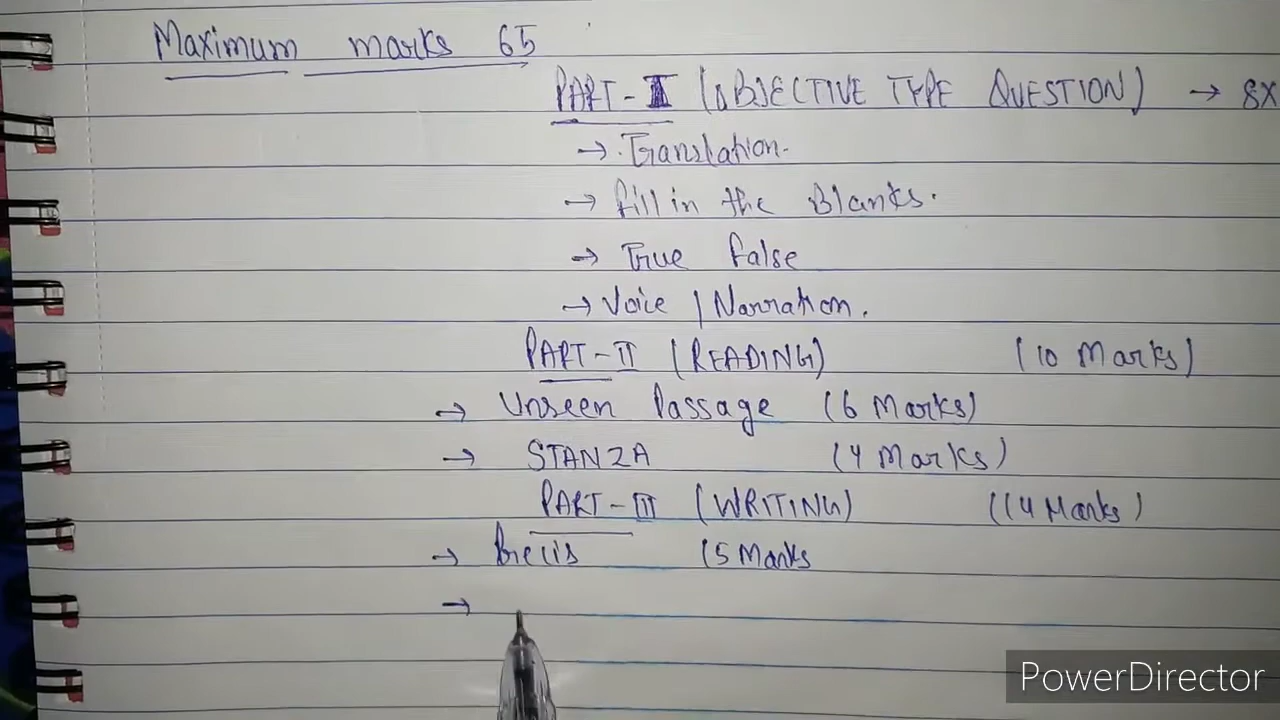 Maximum marks 65
PART-I (OBJECTIVE TYPE QUESTION) → 8X
→ Translation.
→ fill in the Blanks.
→ True false
→ Voice / Narration.
PART-II (READING) (10 Marks)
→ Unseen Passage (6 Marks)
→ STANZA (4 Marks)
PART-III (WRITING) (14 Marks)
→ Precis (5 Marks
→
PowerDirector